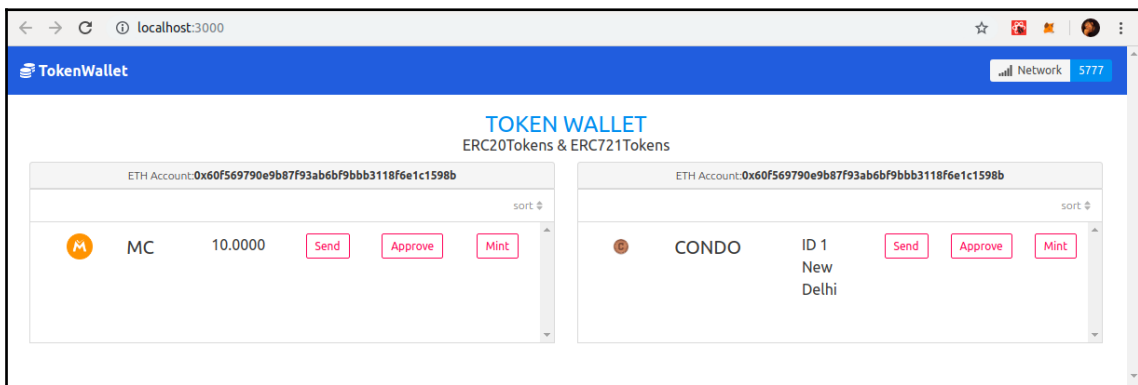 localhost:3000
TokenWallet
Network 5777
TOKEN WALLET
ERC20Tokens & ERC721Tokens
ETH Account:0x60f569790e9b87f93ab6bf9bbb3118f6e1c1598b
sort
MC 10.0000 Send Approve Mint
ETH Account:0x60f569790e9b87f93ab6bf9bbb3118f6e1c1598b
sort
C CONDO ID 1 Send Approve Mint
New
Delhi